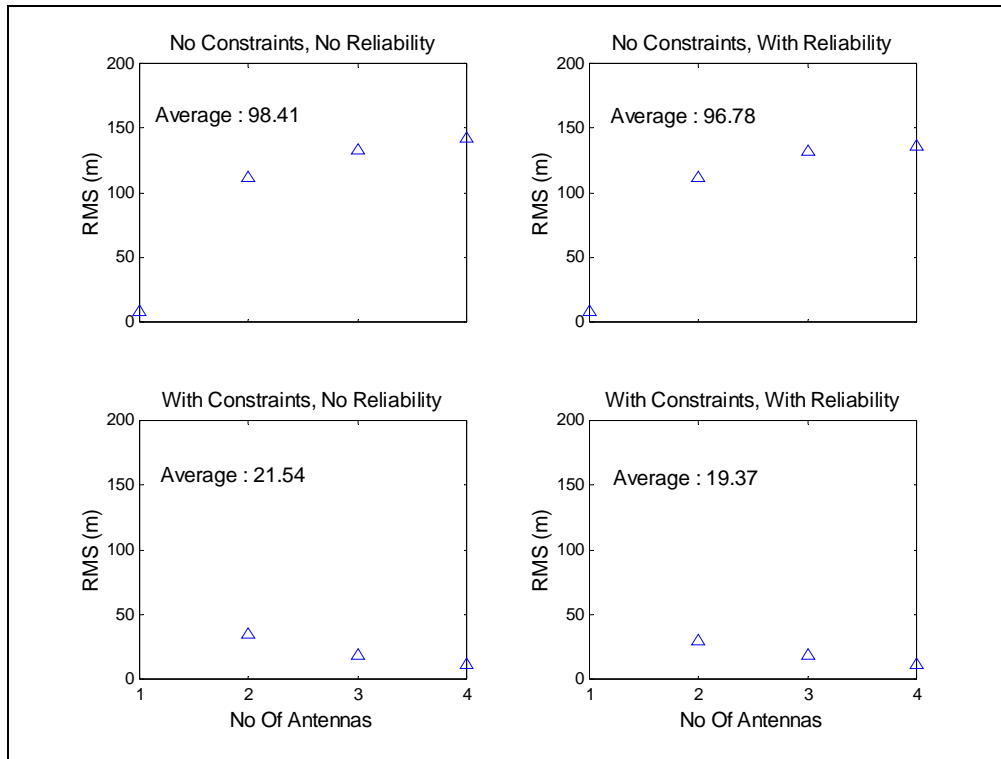 No Constraints, No Reliability
200
150
100
50
0
RMS (m)
Average : 98.41
No Constraints, With Reliability
200
150
100
50
0
RMS (m)
Average : 96.78
With Constraints, No Reliability
200
150
100
50
0
RMS (m)
Average : 21.54
1 2 3 4
No Of Antennas
With Constraints, With Reliability
200
150
100
50
0
RMS (m)
Average : 19.37
1 2 3 4
No Of Antennas